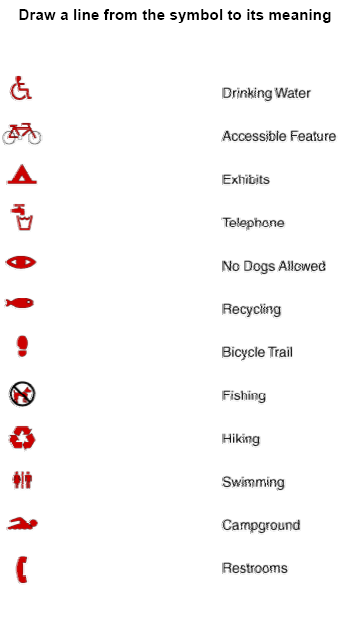 Draw a line from the symbol to its meaning
Drinking Water
Accessible Feature
Exhibits
Telephone
No Dogs Allowed
Recycling
Bicycle Trail
Fishing
Hiking
Swimming
Campground
Restrooms